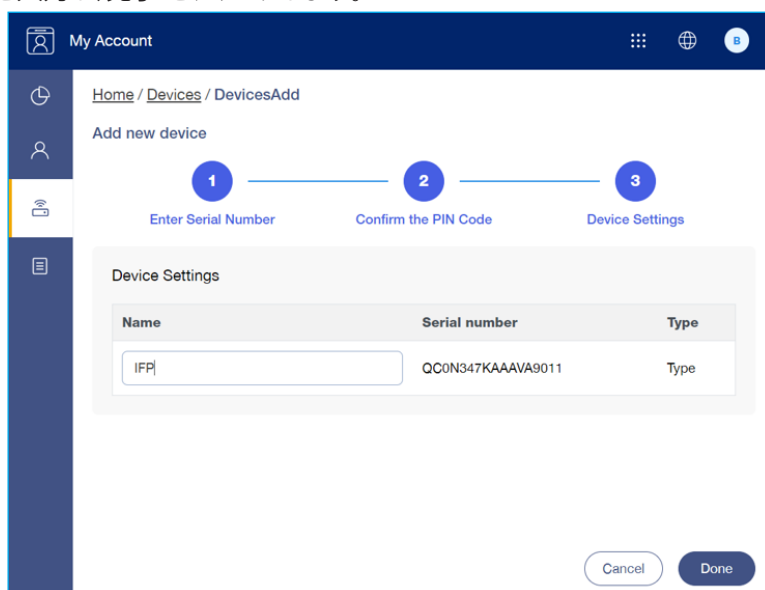 My Account
B
Home / Devices / DevicesAdd
Add new device
1
2
3
Enter Serial Number
Confirm the PIN Code
Device Settings
Device Settings
Name
Serial number
Type
IFP
QC0N347KAAAVA9011
Type
Cancel
Done